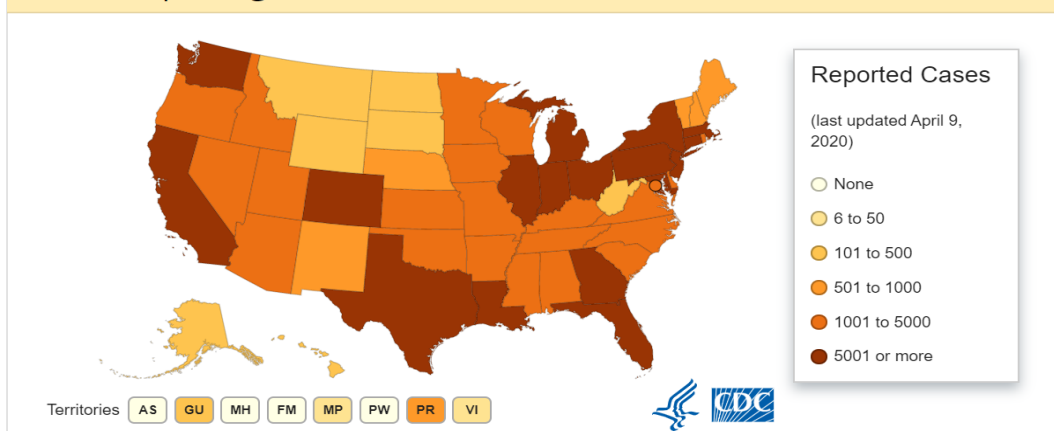 Reported Cases
(last updated April 9,
2020)
None
6 to 50
101 to 500
501 to 1000
1001 to 5000
5001 or more
Territories AS GU MH FM MP PW PR VI
CDC